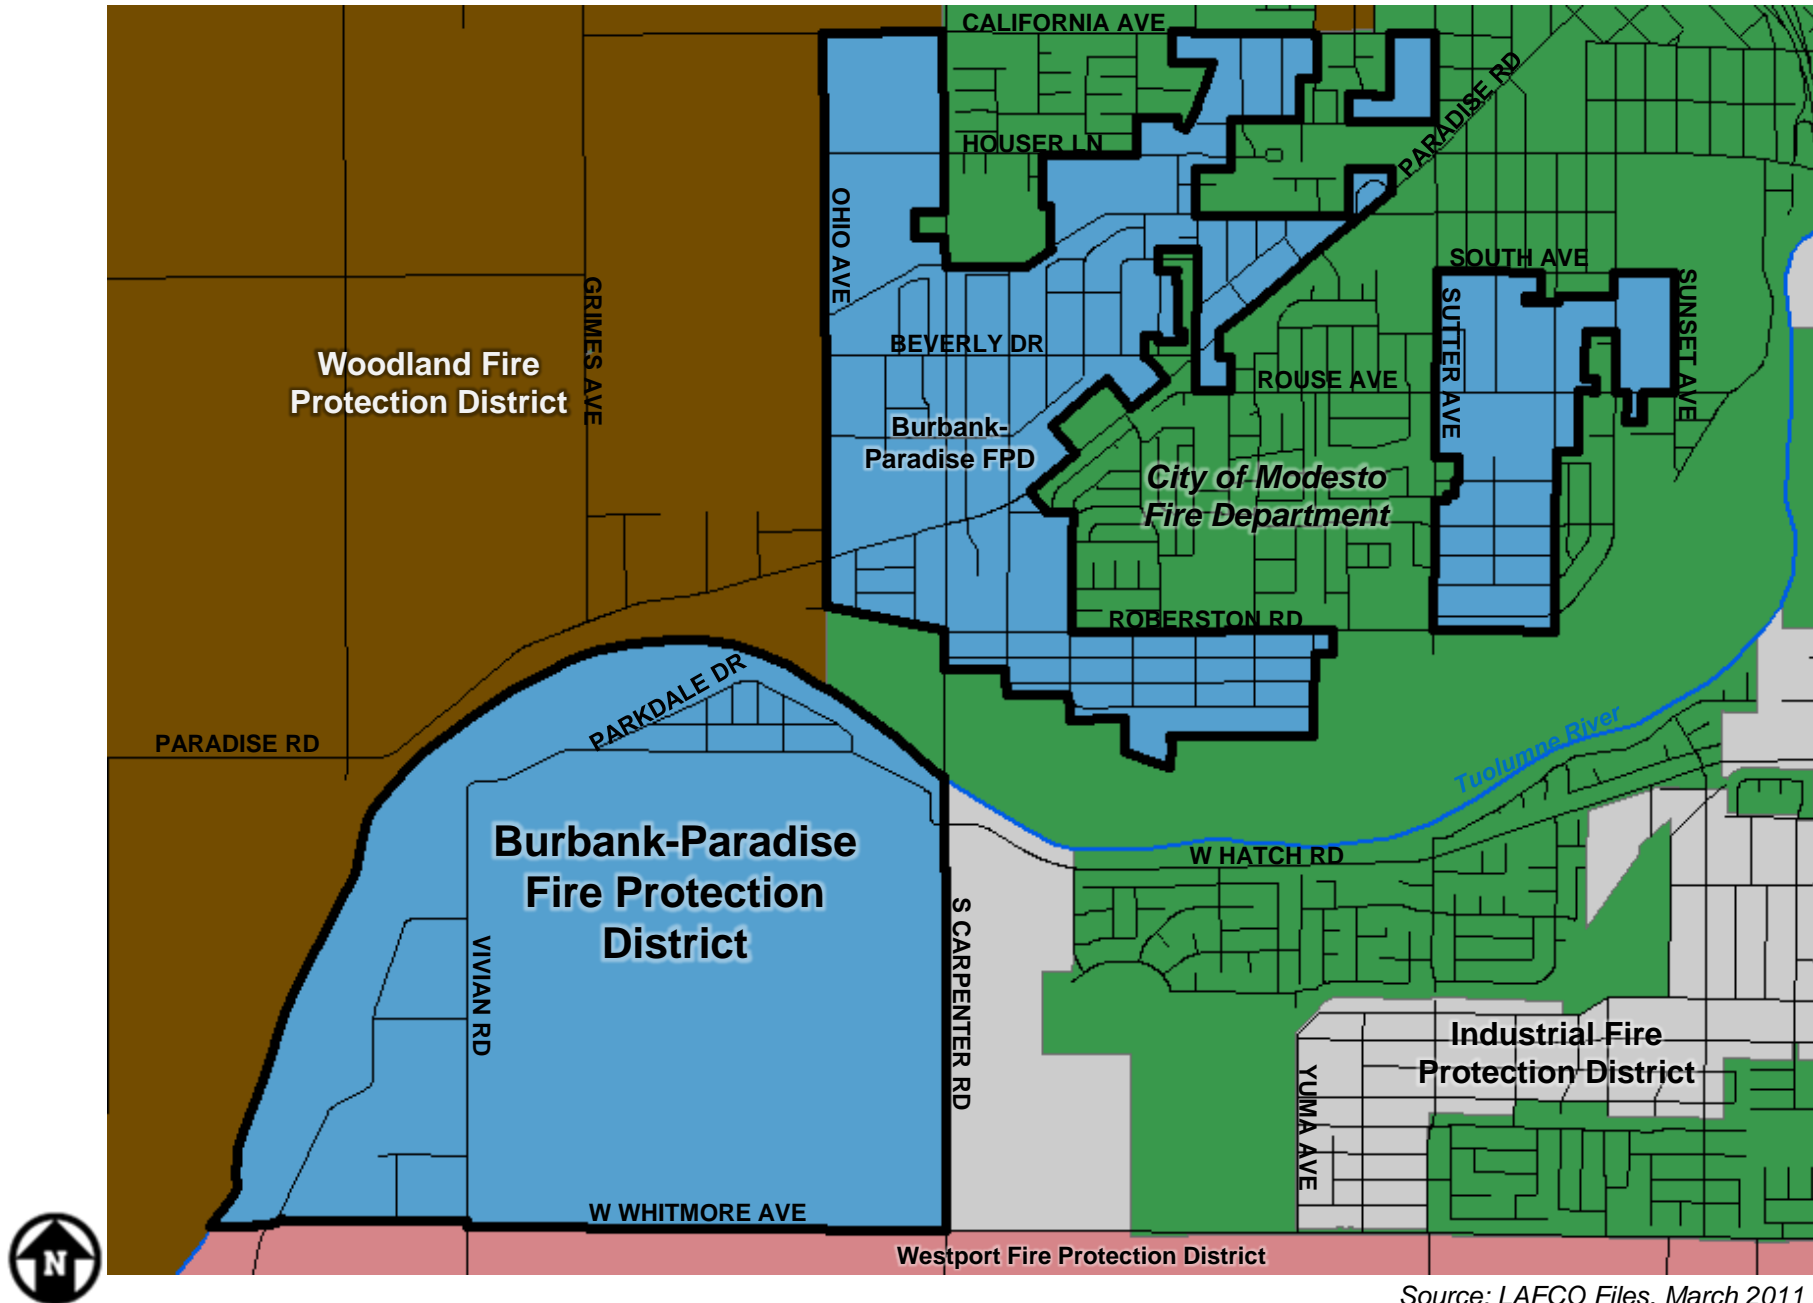 CALIFORNIA AVE
PARADISE RD
HOUSER LN
OHIO AVE
SOUTH AVE
GRIMES AVE
SUTTER AVE
SUNSET AVE
BEVERLY DR
Woodland Fire
Protection District
ROUSE AVE
Burbank-
Paradise FPD
City of Modesto
Fire Department
ROBERSTON RD
PARKDALE DR
PARADISE RD
Tuolumne River
Burbank-Paradise
Fire Protection
District
W HATCH RD
S CARPENTER RD
VIVIAN RD
Industrial Fire
Protection District
YUMA AVE
W WHITMORE AVE
Westport Fire Protection District
N
Source: LAFCO Files, March 2011